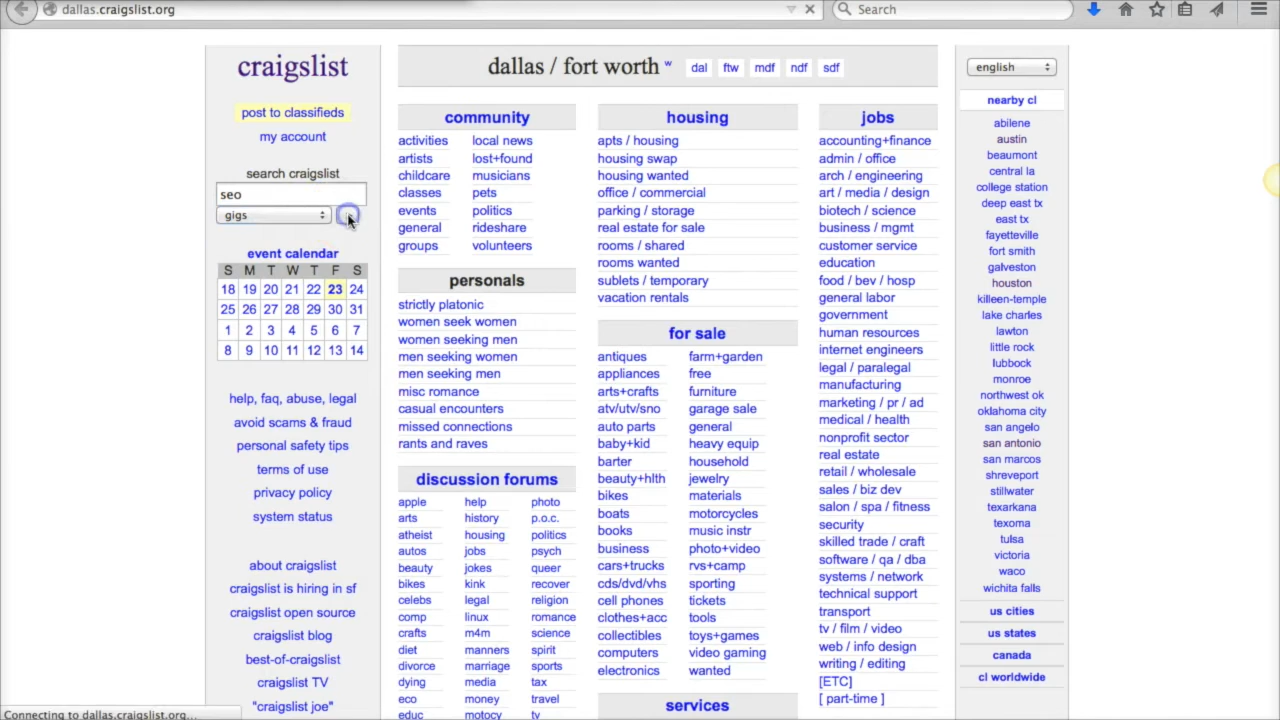 dallas.craigslist.org
Search
craigslist
post to classifieds
my account
search craigslist
seo
gigs
event calendar
S M T W T F S
18 19 20 21 22 23 24
25 26 27 28 29 30 31
1 2 3 4 5 6 7
8 9 10 11 12 13 14
help, faq, abuse, legal
avoid scams & fraud
personal safety tips
terms of use
privacy policy
system status
about craigslist
craigslist is hiring in sf
craigslist open source
craigslist blog
best-of-craigslist
craigslist TV
"craigslist joe"
dallas / fort worth w dal ftw mdf ndf sdf
community
activities local news
artists lost+found
childcare musicians
classes pets
events politics
general rideshare
groups volunteers
personals
strictly platonic
women seek women
women seeking men
men seeking women
men seeking men
misc romance
casual encounters
missed connections
rants and raves
discussion forums
apple help photo
arts history p.o.c.
atheist housing politics
autos jobs psych
beauty jokes queer
bikes kink recover
celebs legal religion
comp linux romance
crafts m4m science
diet manners spirit
divorce marriage sports
dying media tax
eco money travel
educ motocy tv
housing
apts / housing
housing swap
housing wanted
office / commercial
parking / storage
real estate for sale
rooms / shared
rooms wanted
sublets / temporary
vacation rentals
for sale
antiques farm+garden
appliances free
arts+crafts furniture
atv/utv/sno garage sale
auto parts general
baby+kid heavy equip
barter household
beauty+hlth jewelry
bikes materials
boats motorcycles
books music instr
business photo+video
cars+trucks rvs+camp
cds/dvd/vhs sporting
cell phones tickets
clothes+acc tools
collectibles toys+games
computers video gaming
electronics wanted
services
jobs
accounting+finance
admin / office
arch / engineering
art / media / design
biotech / science
business / mgmt
customer service
education
food / bev / hosp
general labor
government
human resources
internet engineers
legal / paralegal
manufacturing
marketing / pr / ad
medical / health
nonprofit sector
real estate
retail / wholesale
sales / biz dev
salon / spa / fitness
security
skilled trade / craft
software / qa / dba
systems / network
technical support
transport
tv / film / video
web / info design
writing / editing
[ETC]
[ part-time ]
english
nearby cl
abilene
austin
beaumont
central la
college station
deep east tx
east tx
fayetteville
fort smith
galveston
houston
killeen-temple
lake charles
lawton
little rock
lubbock
monroe
northwest ok
oklahoma city
san angelo
san antonio
san marcos
shreveport
stillwater
texarkana
texoma
tulsa
victoria
waco
wichita falls
us cities
us states
canada
cl worldwide
Connecting to dallas.craigslist.org...